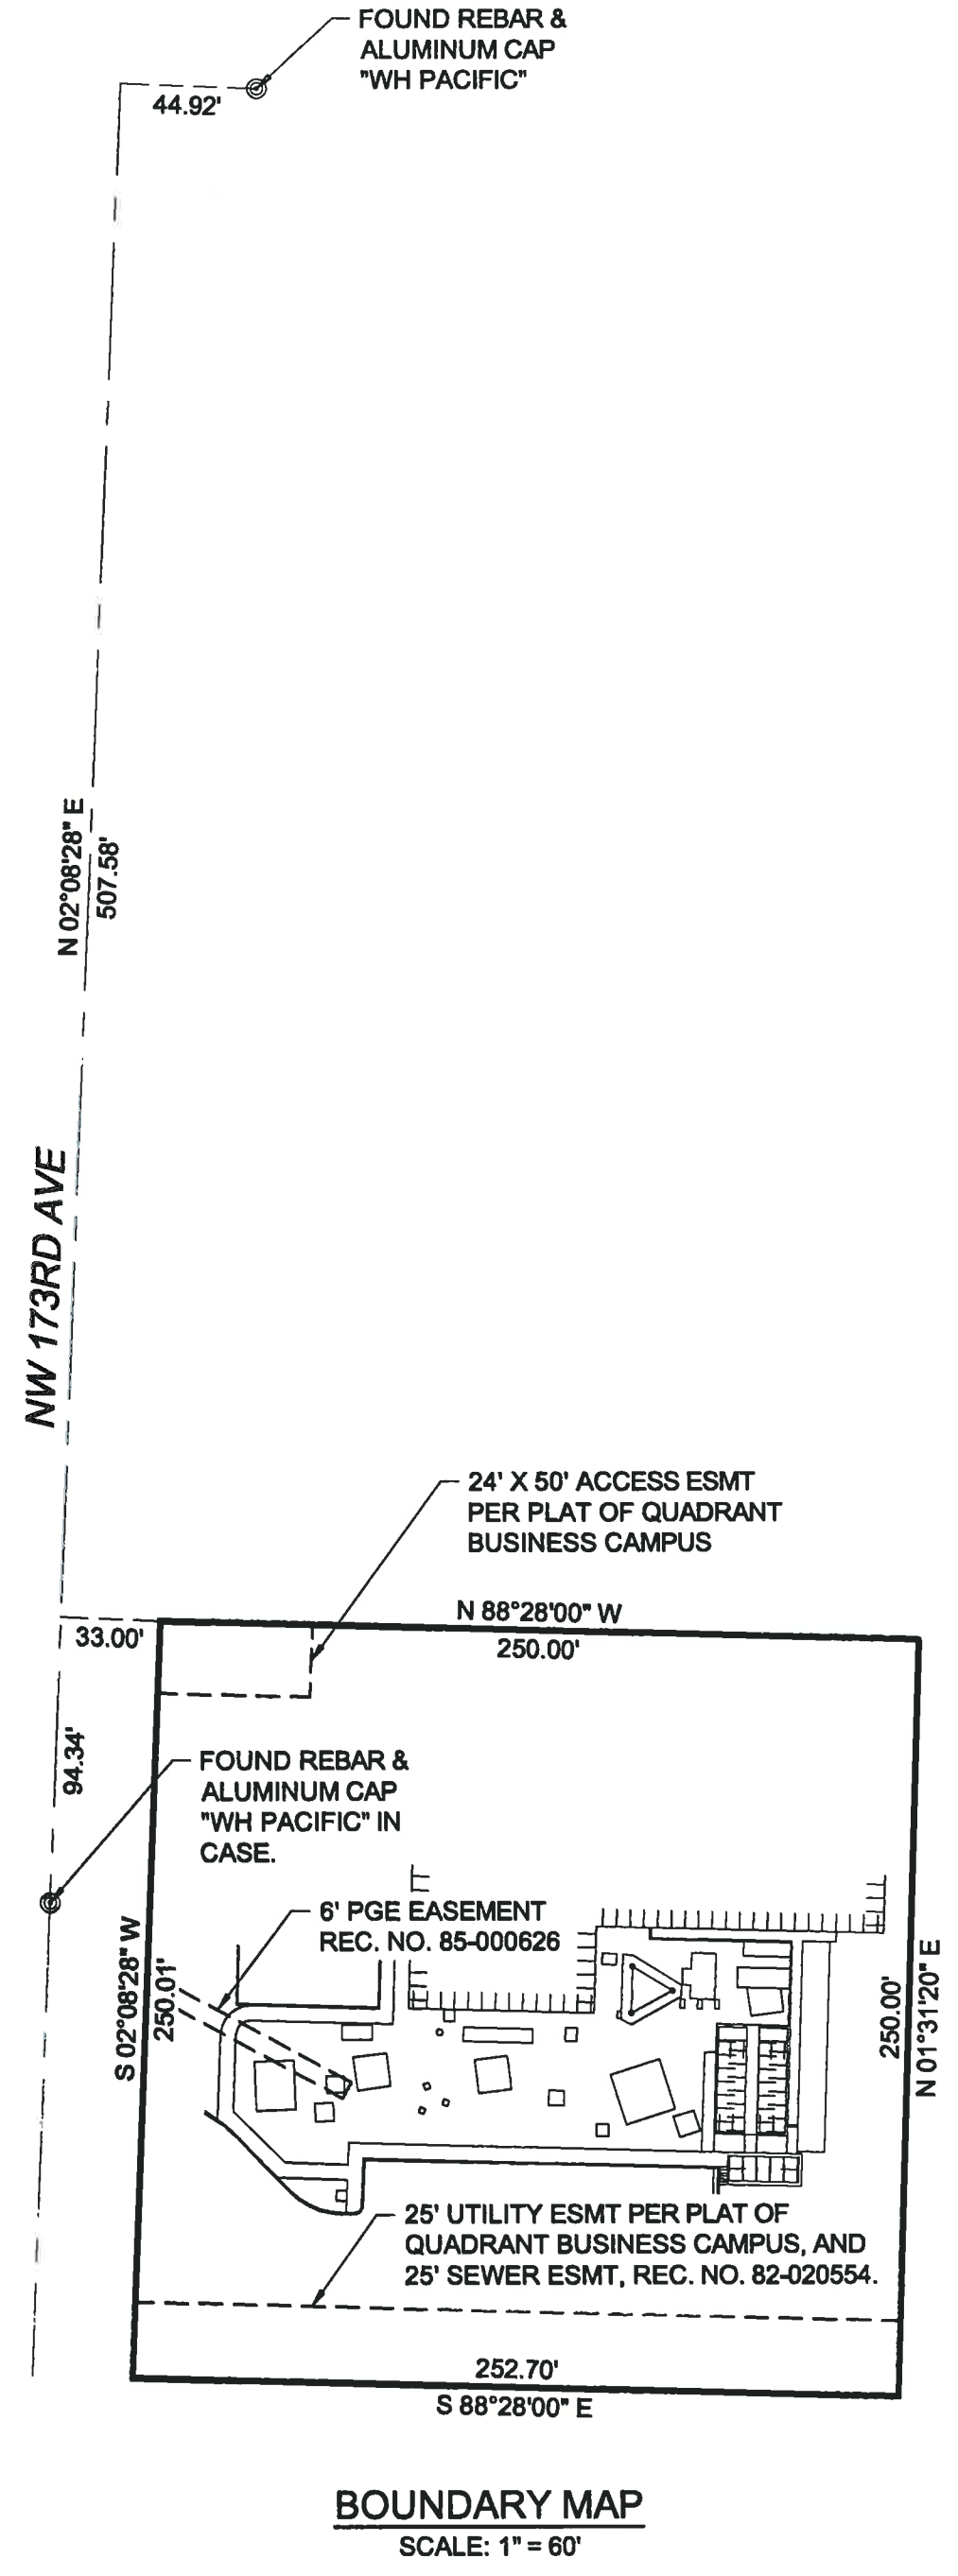 FOUND REBAR &
ALUMINUM CAP
"WH PACIFIC"
44.92'
N 02°08'28" E
507.58'
NW 173RD AVE
24' X 50' ACCESS ESMT
PER PLAT OF QUADRANT
BUSINESS CAMPUS
N 88°28'00" W
250.00'
33.00'
94.34'
FOUND REBAR &
ALUMINUM CAP
"WH PACIFIC" IN
CASE.
6' PGE EASEMENT
REC. NO. 85-000626
S 02°08'28" W
250.01'
250.00'
N 01°31'20" E
25' UTILITY ESMT PER PLAT OF
QUADRANT BUSINESS CAMPUS, AND
25' SEWER ESMT, REC. NO. 82-020554.
252.70'
S 88°28'00" E
BOUNDARY MAP
SCALE: 1" = 60'